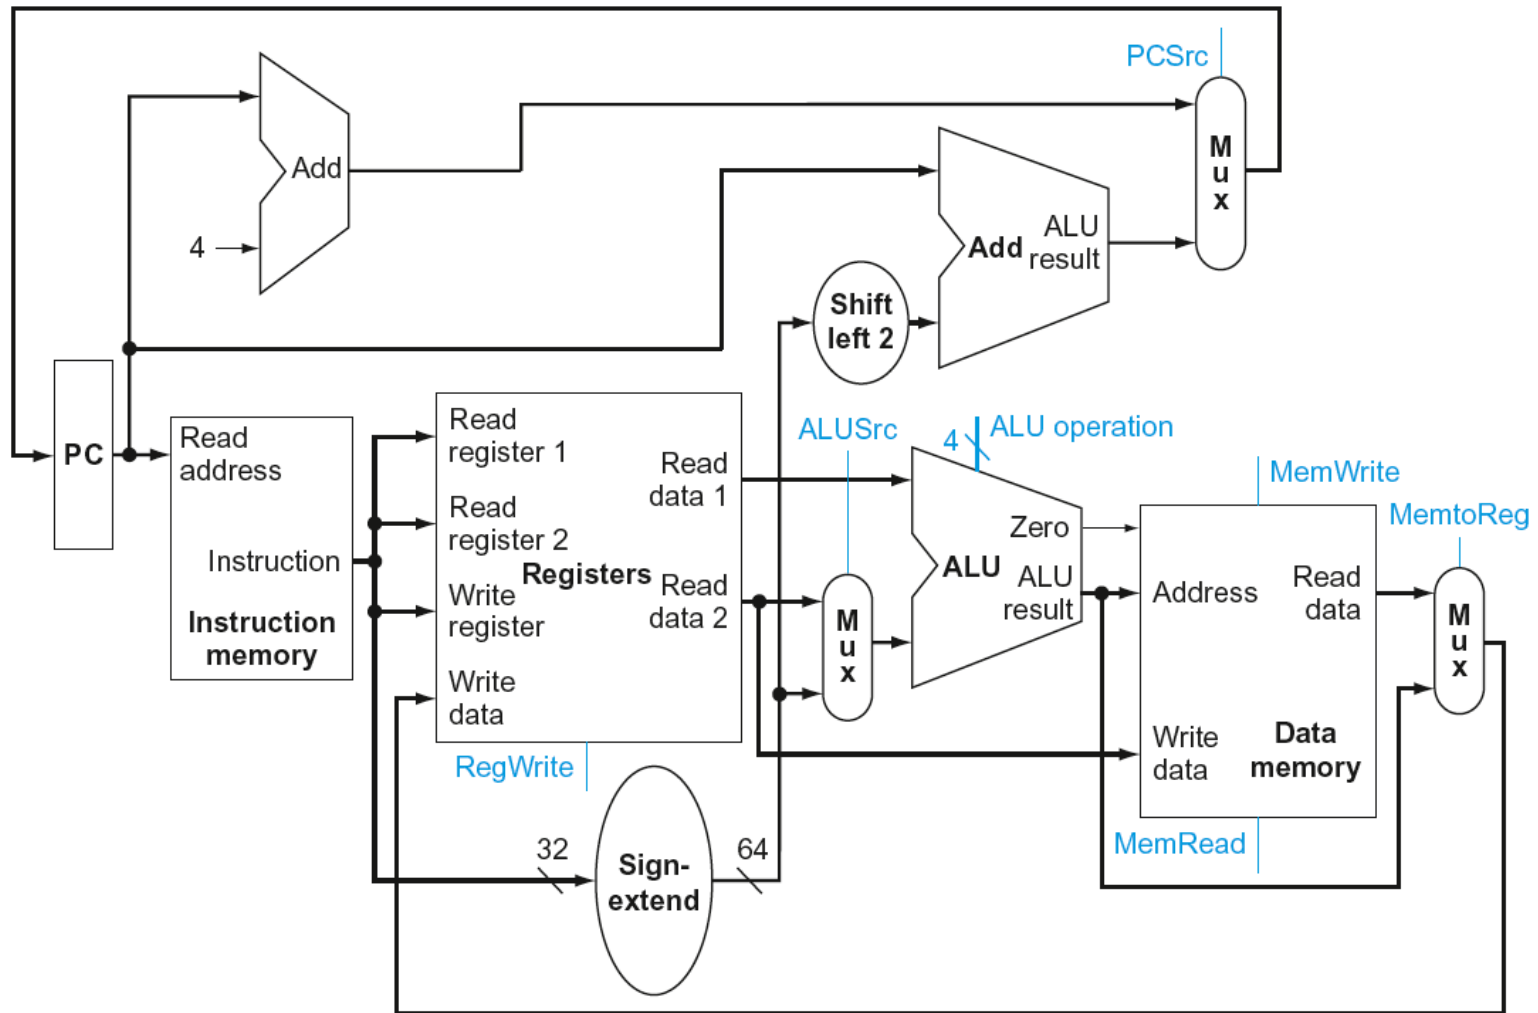 PCSrc
M
u
x
Add
4
Add
ALU
result
Shift
left 2
PC
Read
address
Instruction
Instruction
memory
Read
register 1
Read
register 2
Write
register
Write
data
Registers
Read
data 1
Read
data 2
RegWrite
ALUSrc
M
u
x
4
ALU operation
Zero
ALU
ALU
result
MemWrite
MemtoReg
Address
Read
data
Write
data
Data
memory
M
u
x
MemRead
32
Sign-
extend
64